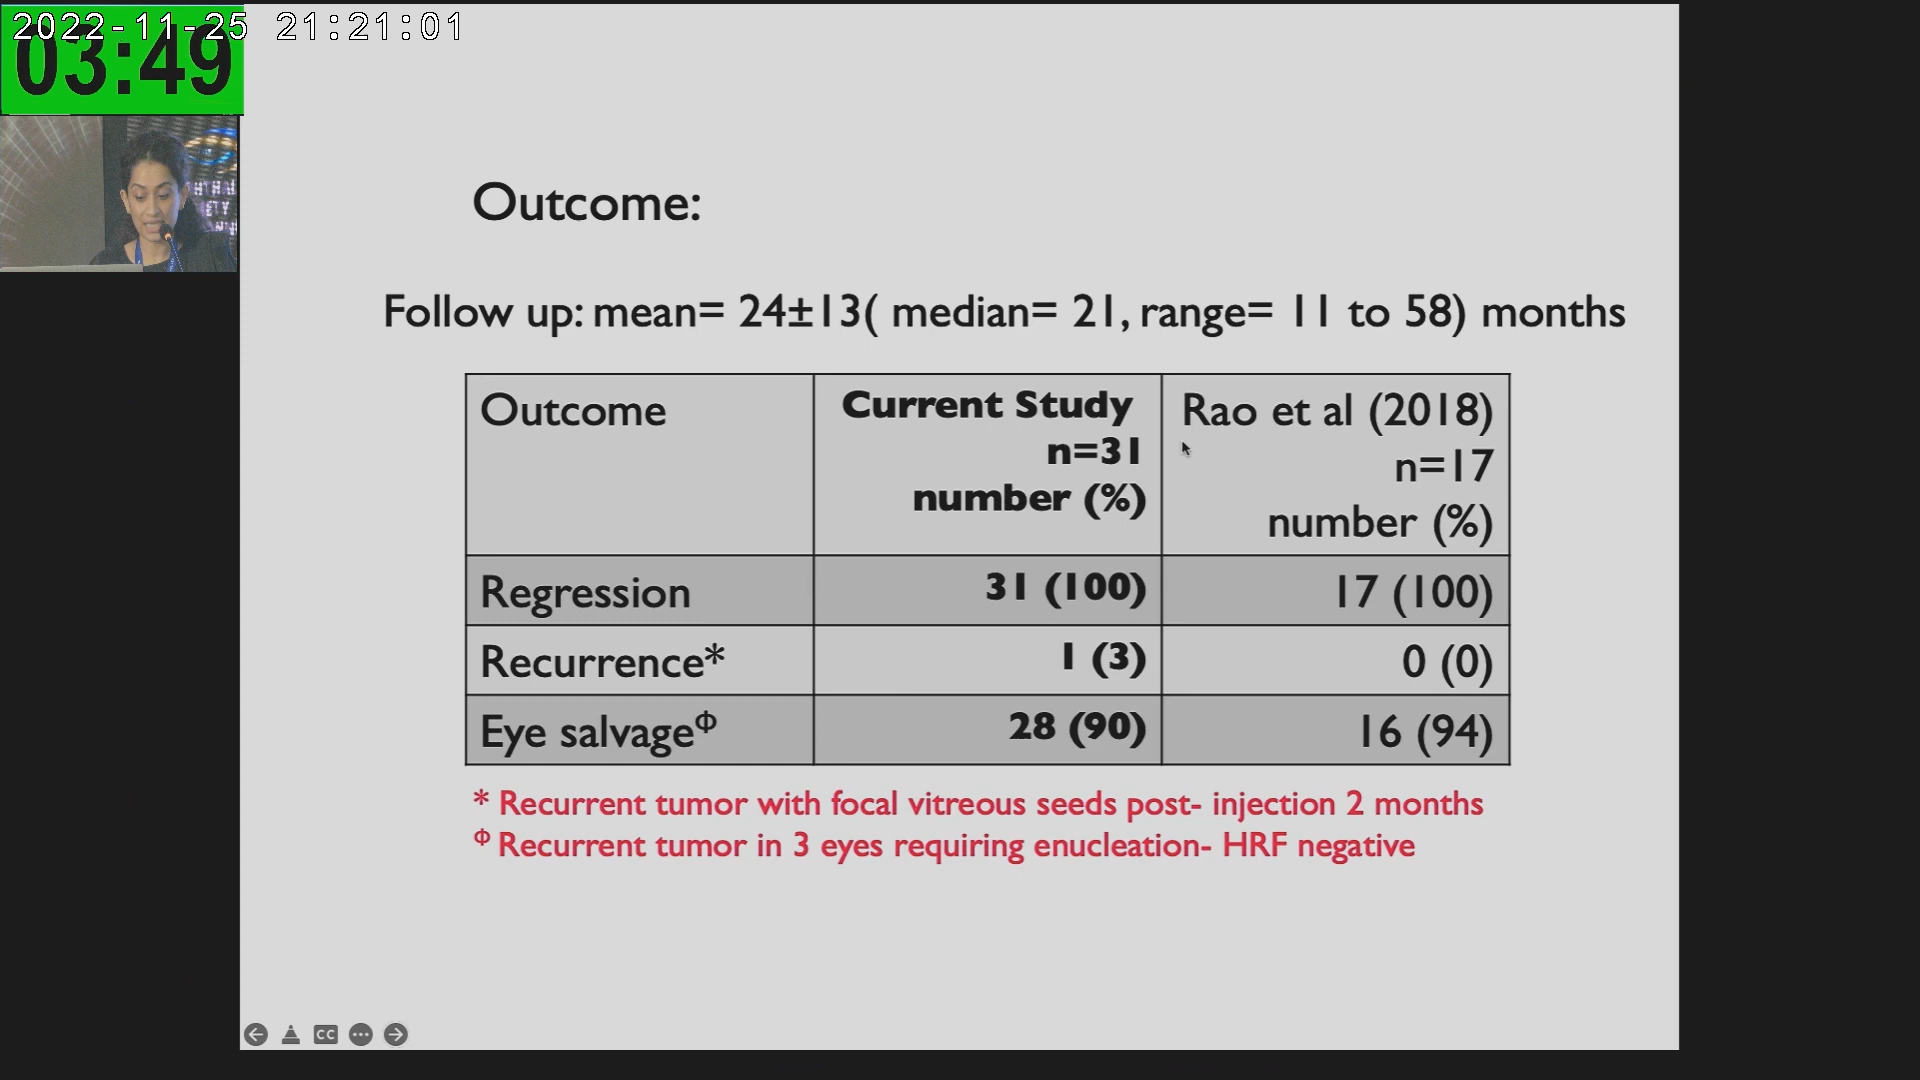 2022-11-25 21:21:01
03:49
Outcome:
Follow up: mean= 24±13( median= 21, range= 11 to 58) months
Outcome
Current Study
n=31
number (%)
Rao et al (2018)
n=17
number (%)
Regression
31 (100)
17 (100)
Recurrence*
1 (3)
0 (0)
Eye salvage⁽ᶲ⁾
28 (90)
16 (94)
* Recurrent tumor with focal vitreous seeds post- injection 2 months
ᶲ Recurrent tumor in 3 eyes requiring enucleation- HRF negative
CC